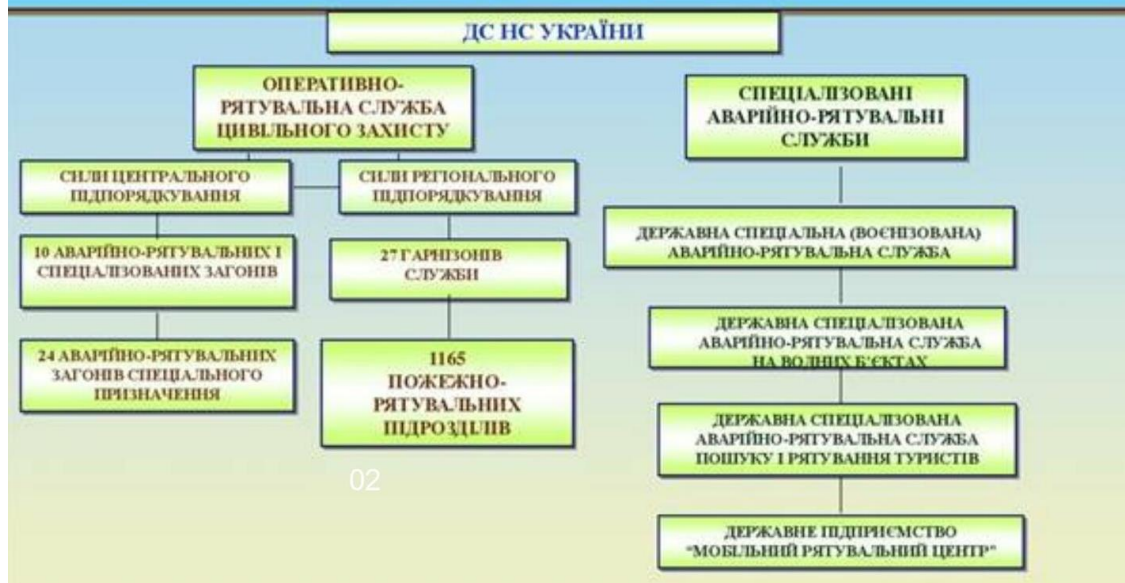 ДС НС УКРАЇНИ
ОПЕРАТИВНО-
РЯТУВАЛЬНА СЛУЖБА
ЦИВІЛЬНОГО ЗАХИСТУ
СИЛИ ЦЕНТРАЛЬНОГО
ПІДПОРЯДКУВАННЯ
СИЛИ РЕГІОНАЛЬНОГО
ПІДПОРЯДКУВАННЯ
10 АВАРІЙНО-РЯТУВАЛЬНИХ І
СПЕЦІАЛІЗОВАНИХ ЗАГОНІВ
27 ГАРНІЗОНІВ
СЛУЖБИ
24 АВАРІЙНО-РЯТУВАЛЬНИХ
ЗАГОНІВ СПЕЦІАЛЬНОГО
ПРИЗНАЧЕННЯ
1165
ПОЖЕЖНО-
РЯТУВАЛЬНИХ
ПІДРОЗДІЛІВ
02
СПЕЦІАЛІЗОВАНІ
АВАРІЙНО-РЯТУВАЛЬНІ
СЛУЖБИ
ДЕРЖАВНА СПЕЦІАЛЬНА (ВОЄНІЗОВАНА)
АВАРІЙНО-РЯТУВАЛЬНА СЛУЖБА
ДЕРЖАВНА СПЕЦІАЛІЗОВАНА
АВАРІЙНО-РЯТУВАЛЬНА СЛУЖБА
НА ВОДНИХ Б'ЄКТАХ
ДЕРЖАВНА СПЕЦІАЛІЗОВАНА
АВАРІЙНО-РЯТУВАЛЬНА СЛУЖБА
ПОШУКУ І РЯТУВАННЯ ТУРИСТІВ
ДЕРЖАВНЕ ПІДПРИЄМСТВО
“МОБІЛЬНИЙ РЯТУВАЛЬНИЙ ЦЕНТР”